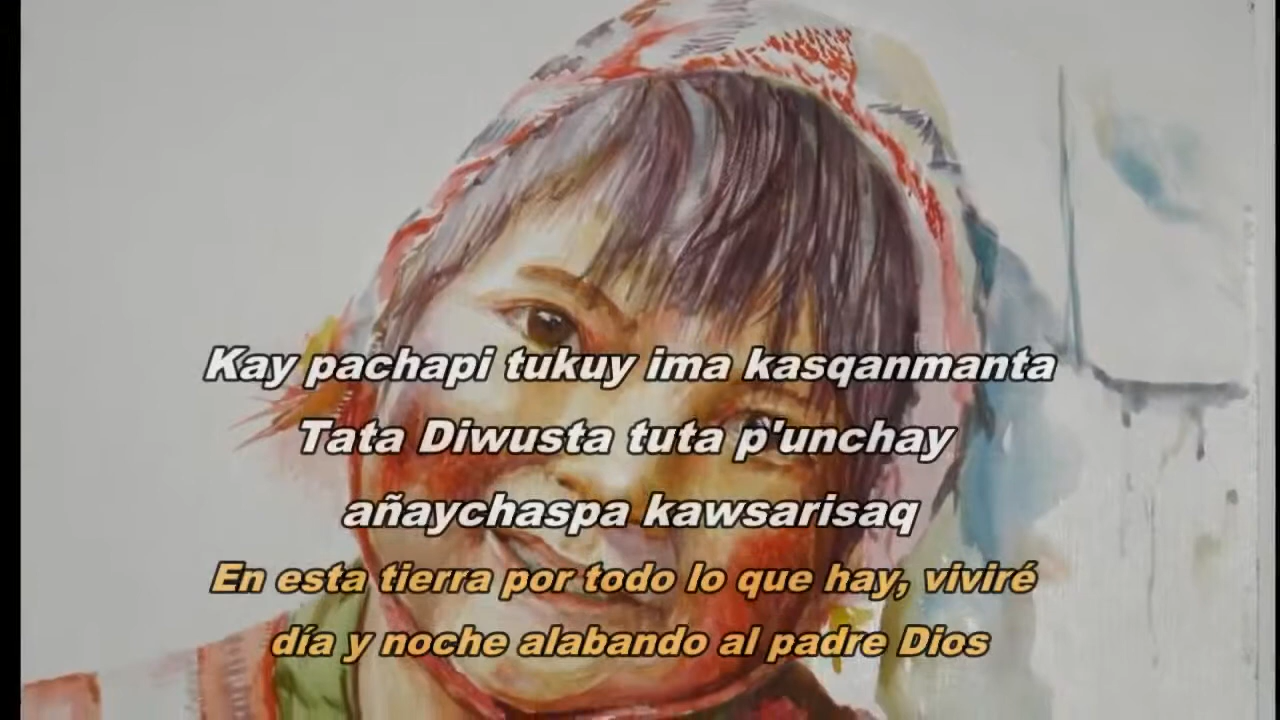 Kay pachapi tukuy ima kasqanmanta
Tata Diwusta tuta p'unchay
añaychaspa kawsarisaq
En esta tierra por todo lo que hay, viviré
día y noche alabando al padre Dios